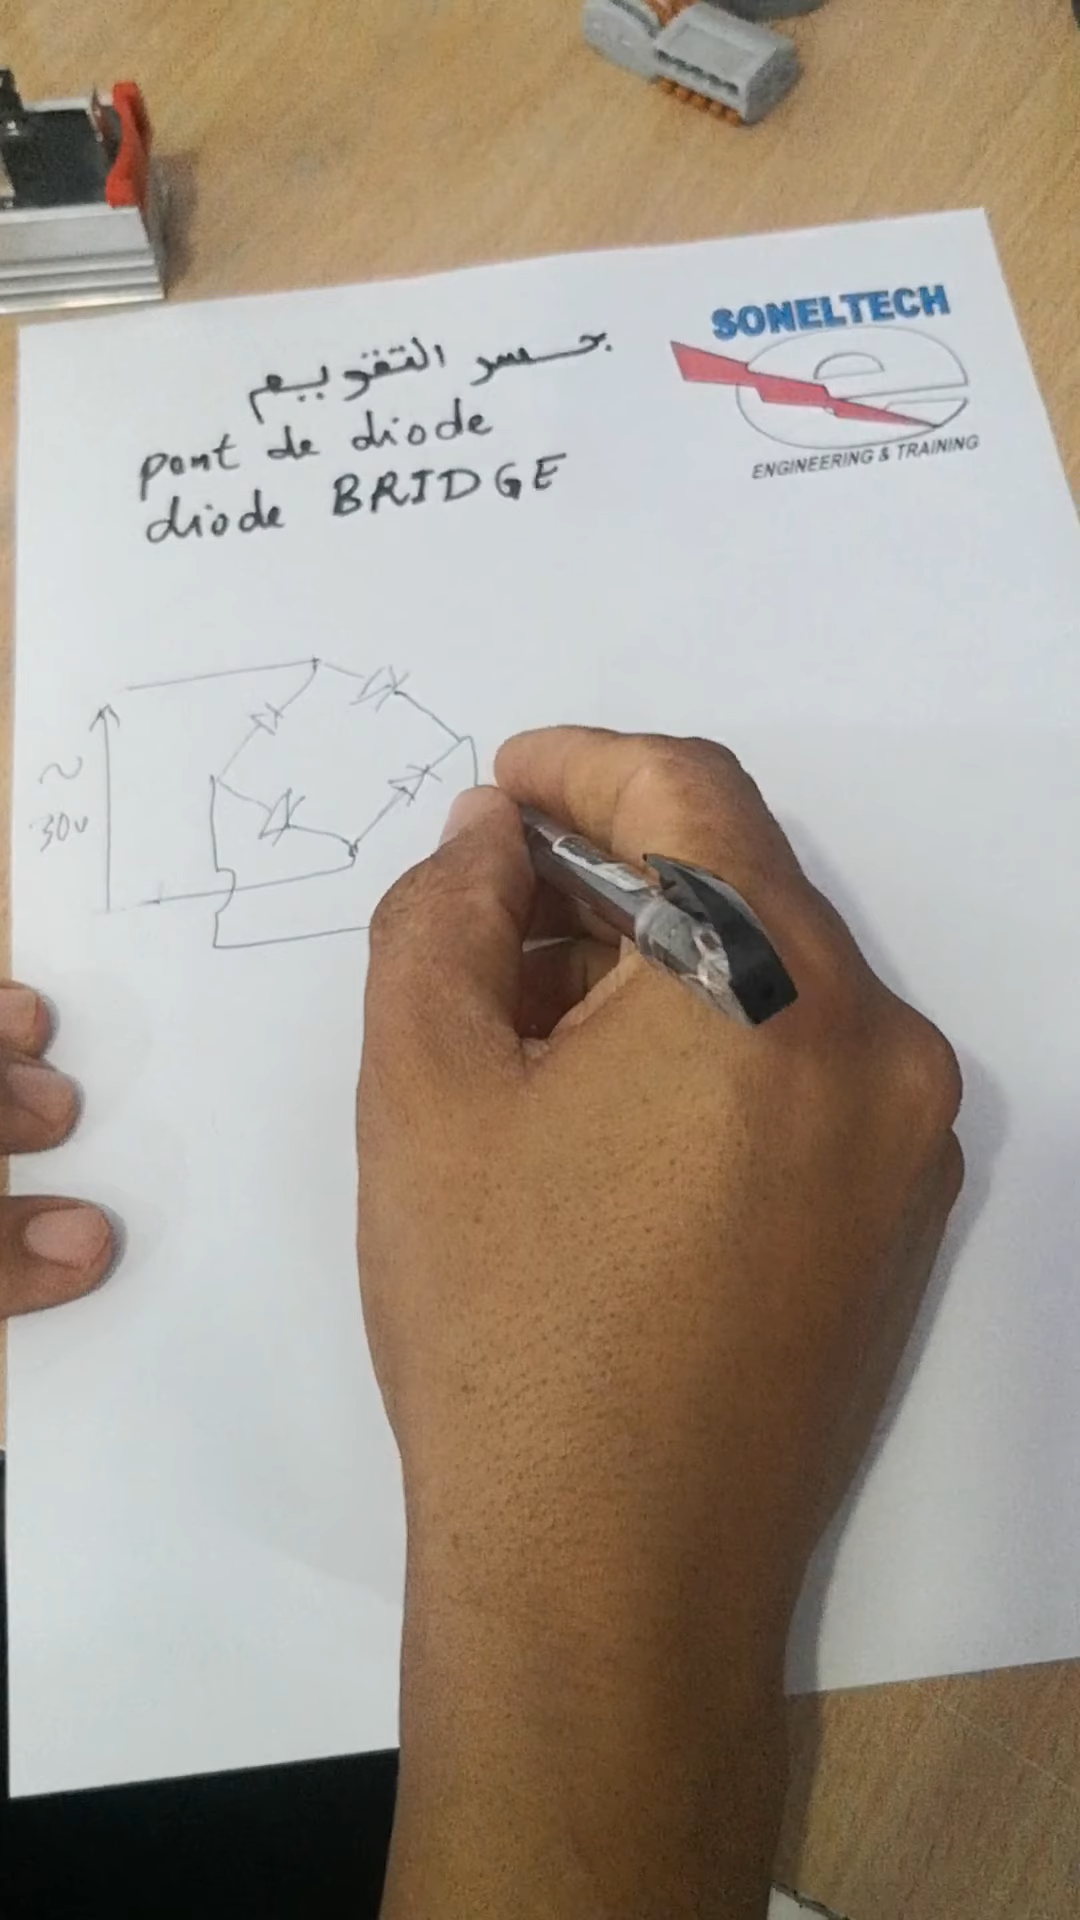 جسر التقويم
pont de diode
diode BRIDGE
SONELTECH
ENGINEERING & TRAINING
~
30v